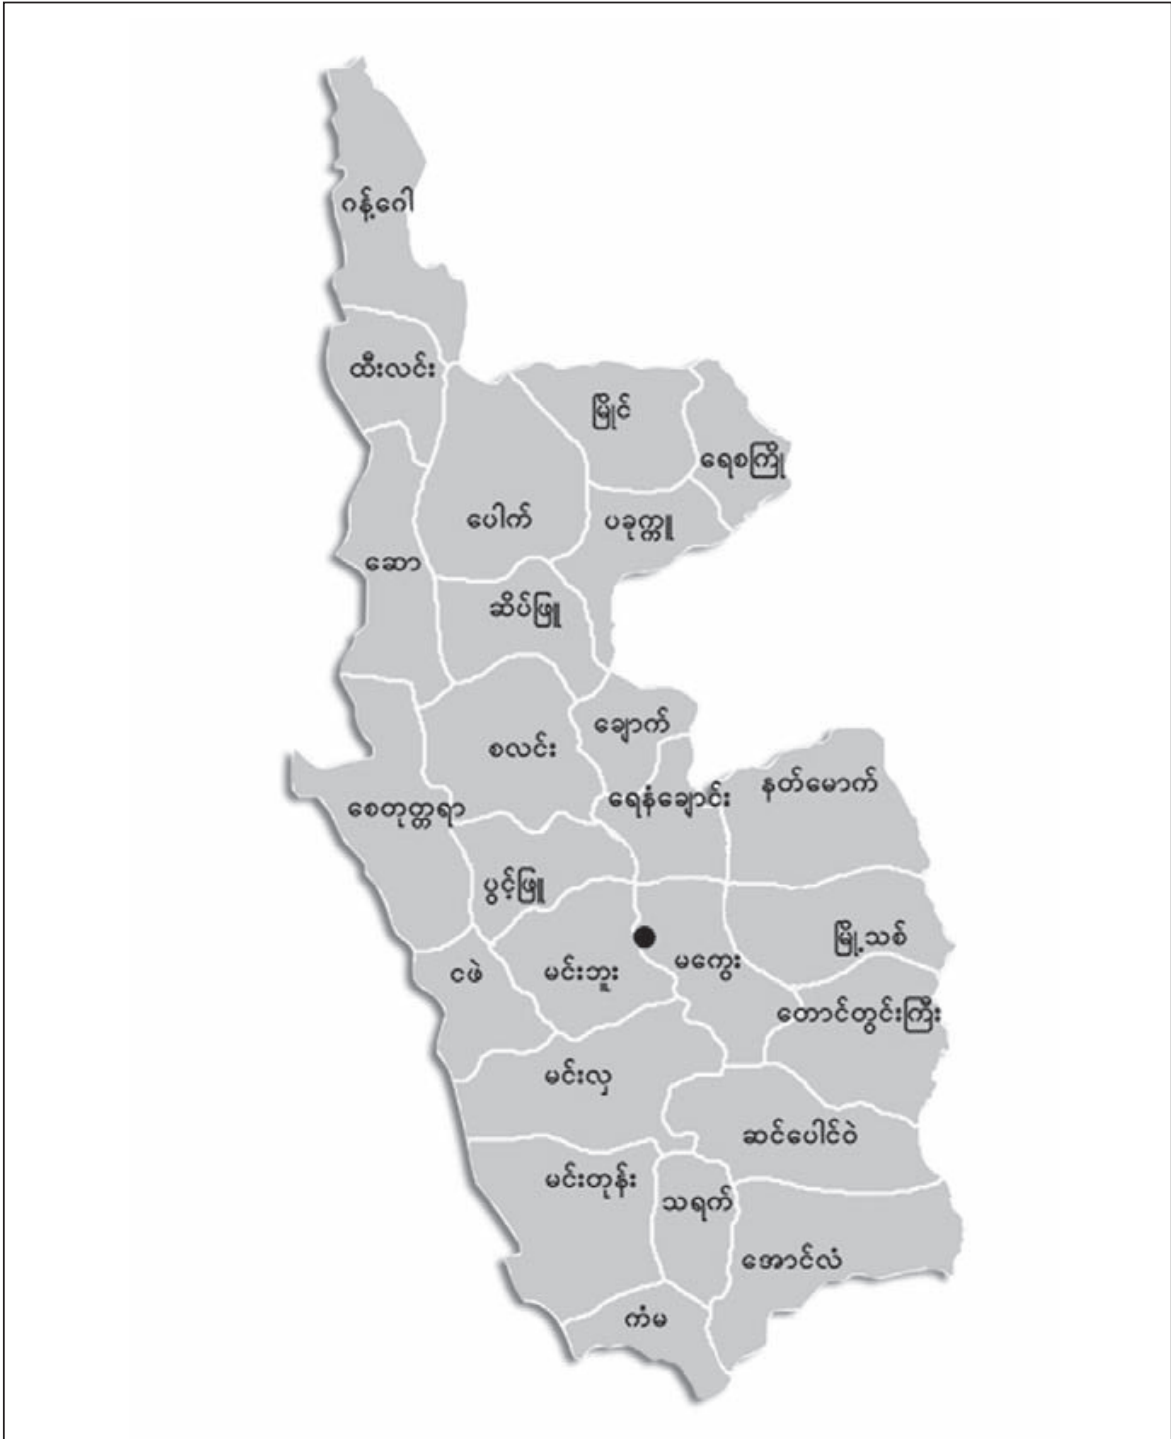 ဂန့်ဂေါ
ထီးလင်း
မြိုင်
ရေစကြို
ပေါက်
ပခုက္ကူ
ဆော
ဆိပ်ဖြူ
ချောက်
စလင်း
နတ်မောက်
ရေနံချောင်း
စေတုတ္တရာ
ပွင့်ဖြူ
မြို့သစ်
မကွေး
ငဖဲ
မင်းဘူး
တောင်တွင်းကြီး
မင်းလှ
ဆင်ပေါင်ဝဲ
မင်းတုန်း
သရက်
အောင်လံ
ကံမ